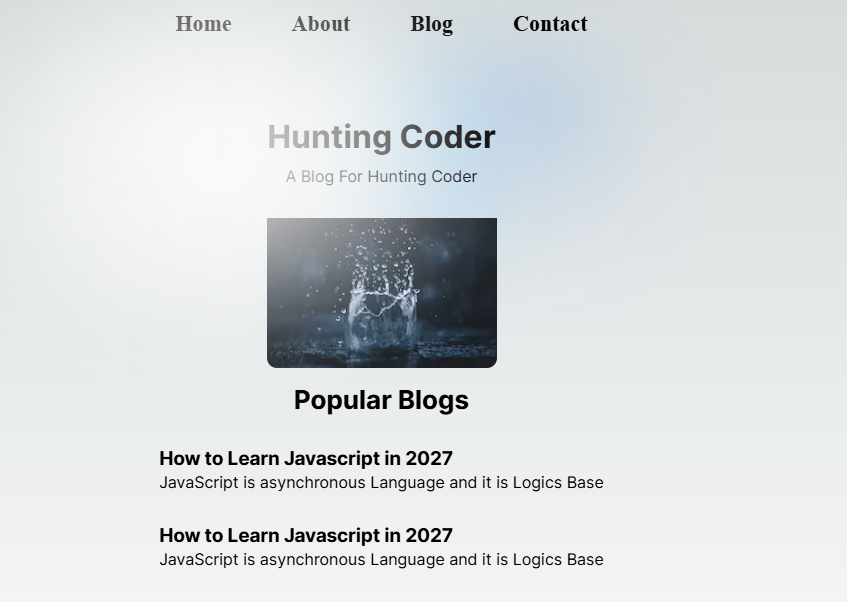 Home About Blog Contact
Hunting Coder
A Blog For Hunting Coder
Popular Blogs
How to Learn Javascript in 2027
JavaScript is asynchronous Language and it is Logics Base
How to Learn Javascript in 2027
JavaScript is asynchronous Language and it is Logics Base